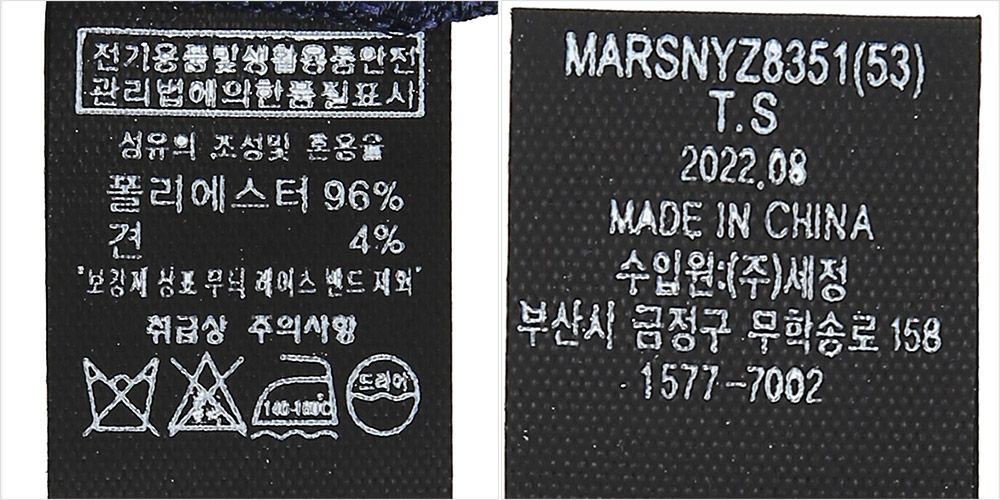 전기용품및생활용품안전
관리법에의한품질표시
섬유의 조성및 혼용율
폴리에스터 96%
견 4%
*보강재 심포 무늬 레이스 밴드 제외*
취급상 주의사항
140~160℃
드라이
MARSNYZ8351(53)
T.S
2022.08
MADE IN CHINA
수입원:(주)세정
부산시 금정구 무학송로 158
1577-7002